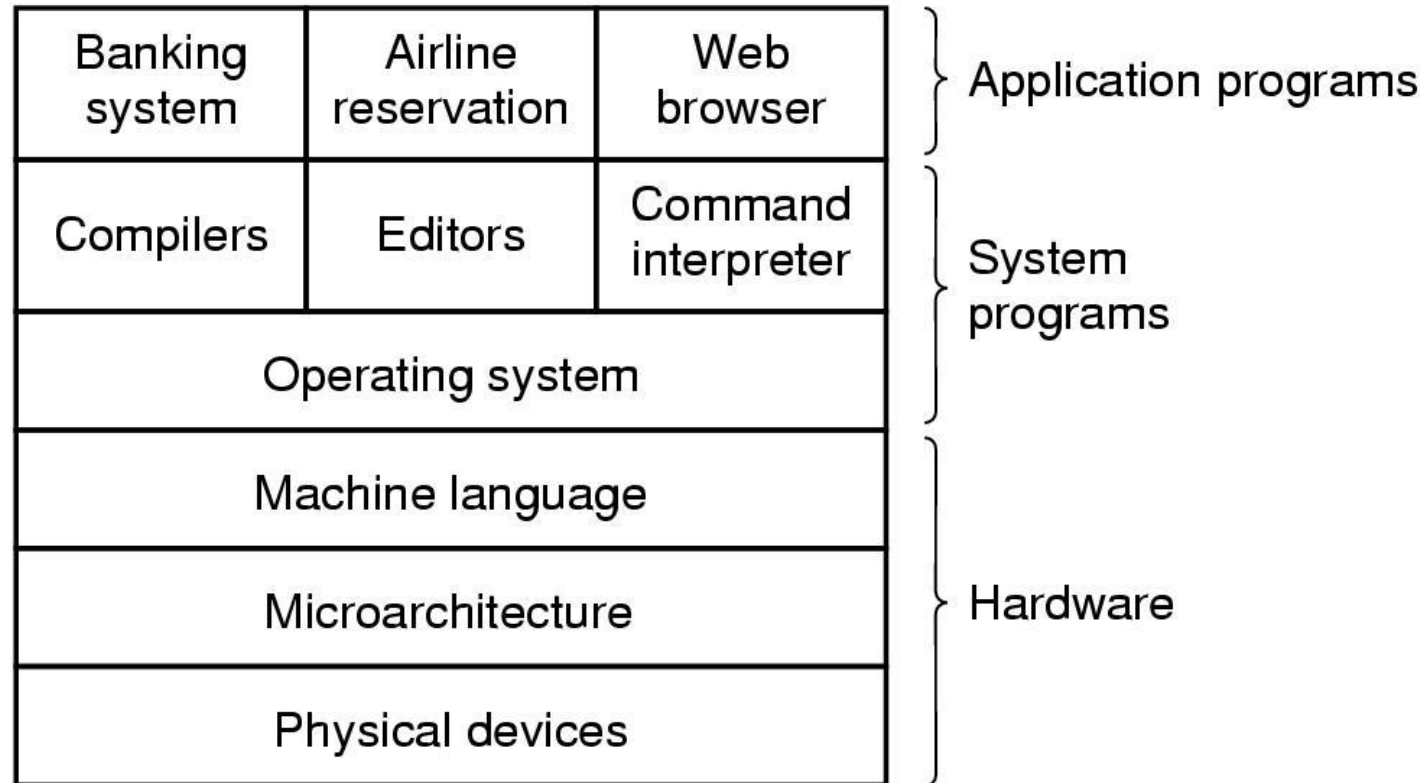 Banking
system
Airline
reservation
Web
browser
Application programs
Compilers
Editors
Command
interpreter
System
programs
Operating system
Machine language
Microarchitecture
Hardware
Physical devices